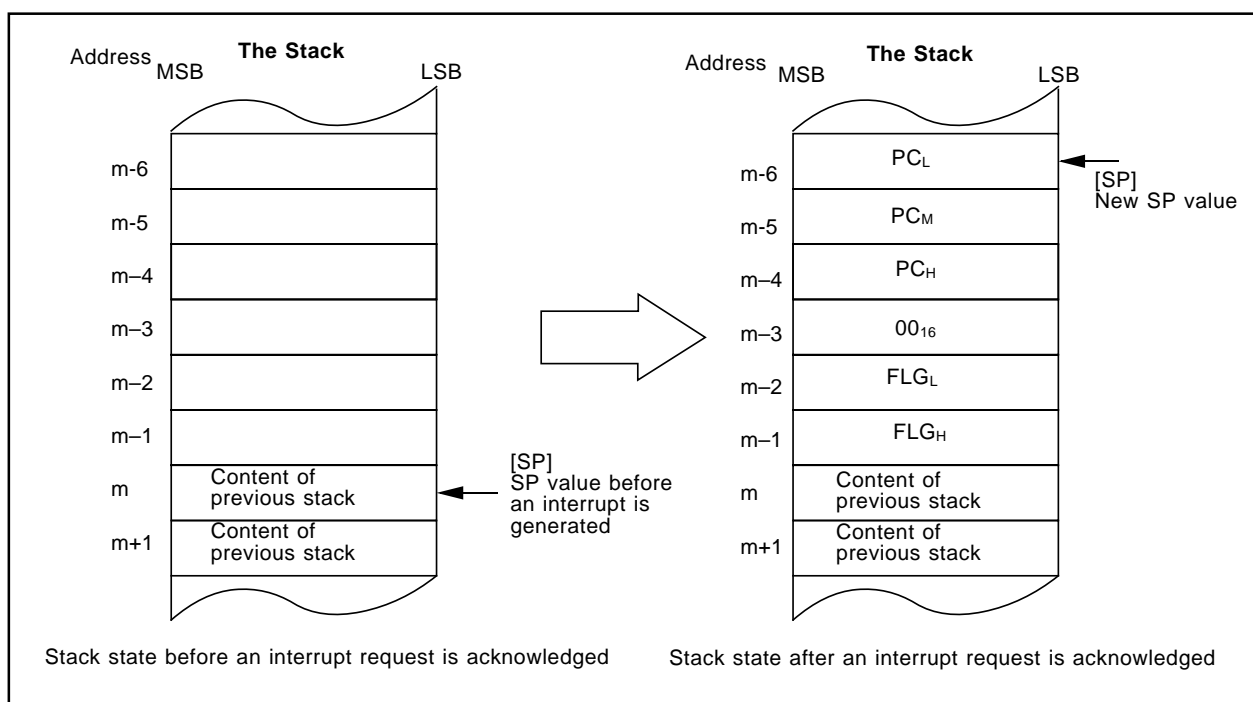 Address
MSB
The Stack
LSB
m-6
m-5
m–4
m–3
m–2
m–1
m
Content of
previous stack
m+1
Content of
previous stack
[SP]
SP value before
an interrupt is
generated
Stack state before an interrupt request is acknowledged
Address
MSB
The Stack
LSB
m-6
PCL
[SP]
New SP value
m-5
PCM
m–4
PCH
m–3
0016
m–2
FLGL
m–1
FLGH
m
Content of
previous stack
m+1
Content of
previous stack
Stack state after an interrupt request is acknowledged